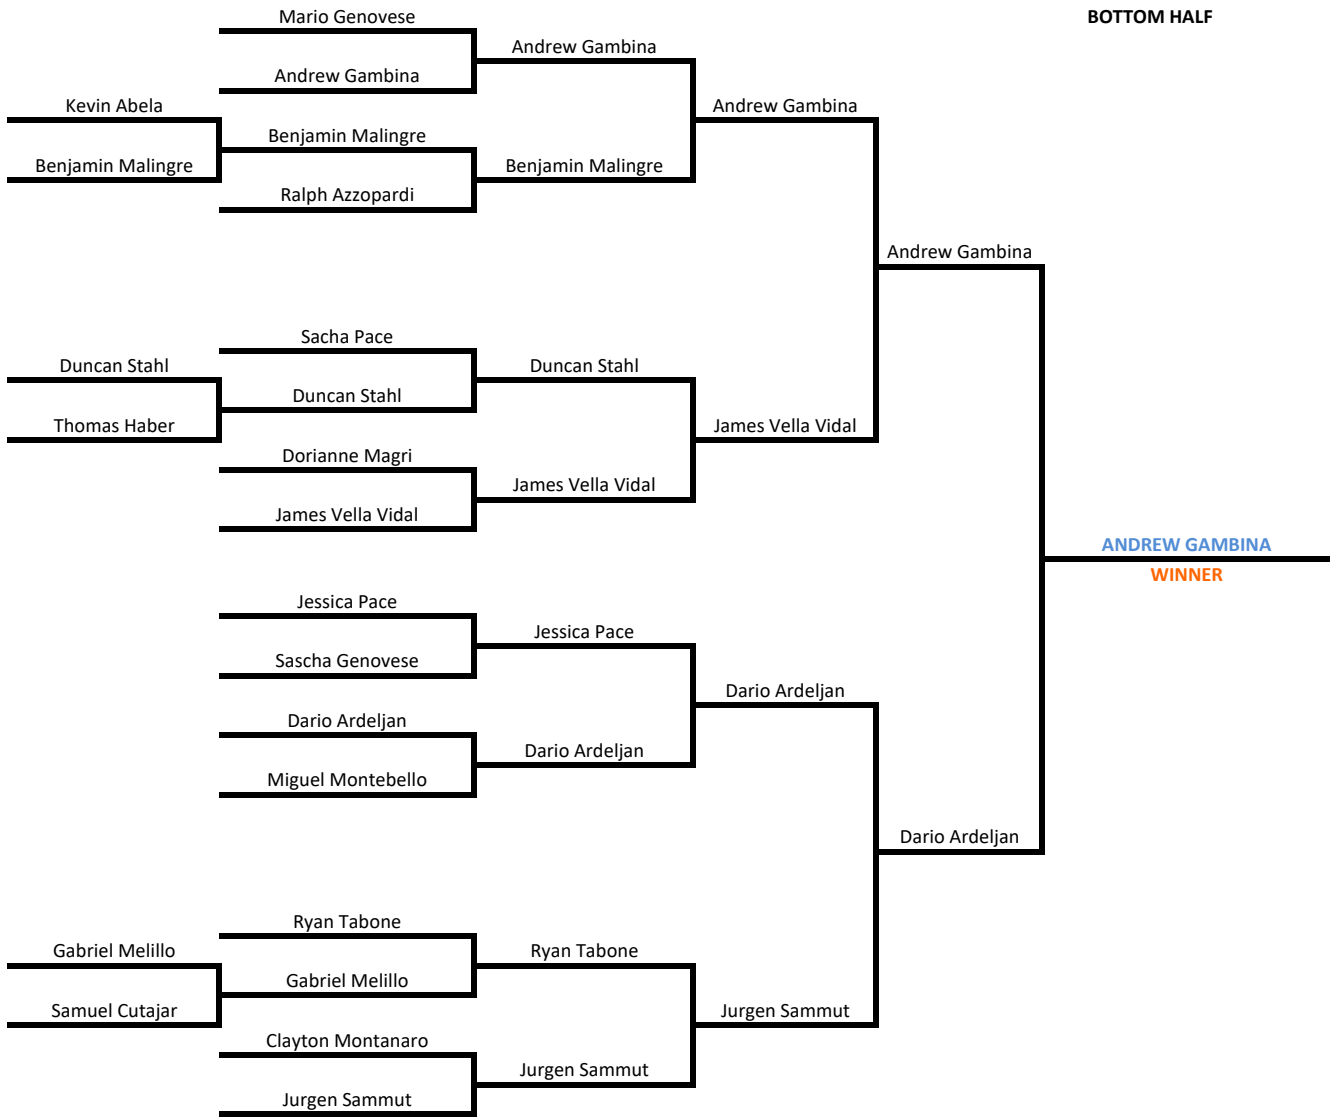 Mario Genovese
BOTTOM HALF
Andrew Gambina
Andrew Gambina
Kevin Abela
Andrew Gambina
Benjamin Malingre
Benjamin Malingre
Benjamin Malingre
Ralph Azzopardi
Andrew Gambina
Sacha Pace
Duncan Stahl
Duncan Stahl
Duncan Stahl
Thomas Haber
James Vella Vidal
Dorianne Magri
James Vella Vidal
James Vella Vidal
ANDREW GAMBINA
WINNER
Jessica Pace
Jessica Pace
Sascha Genovese
Dario Ardeljan
Dario Ardeljan
Dario Ardeljan
Miguel Montebello
Dario Ardeljan
Ryan Tabone
Gabriel Melillo
Ryan Tabone
Gabriel Melillo
Samuel Cutajar
Jurgen Sammut
Clayton Montanaro
Jurgen Sammut
Jurgen Sammut